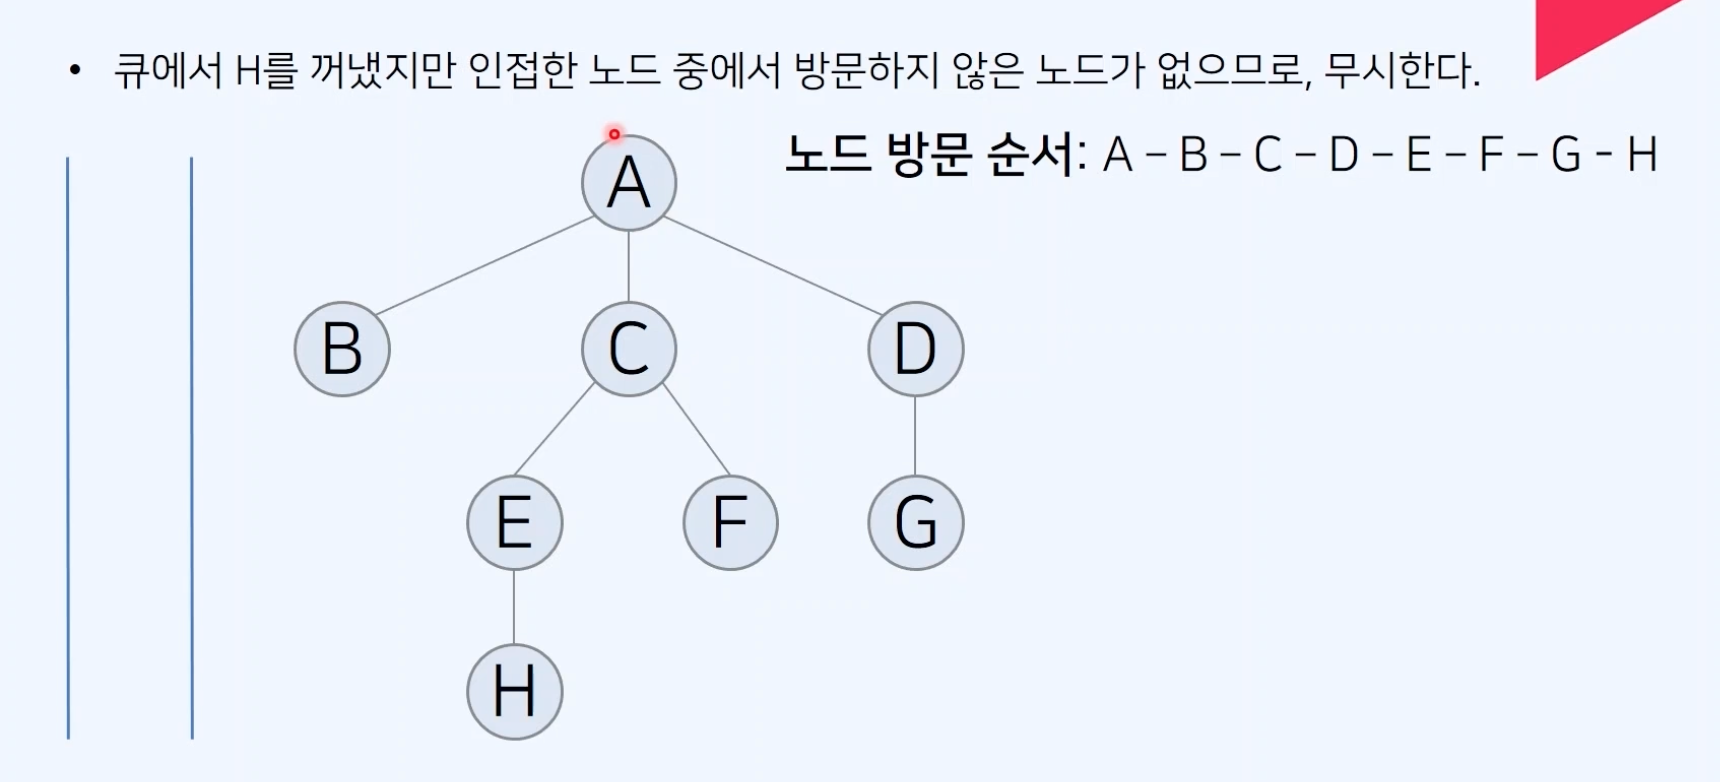 • 큐에서 H를 꺼냈지만 인접한 노드 중에서 방문하지 않은 노드가 없으므로, 무시한다.
노드 방문 순서: A – B – C – D – E – F – G - H
A
B C D
E F G
H